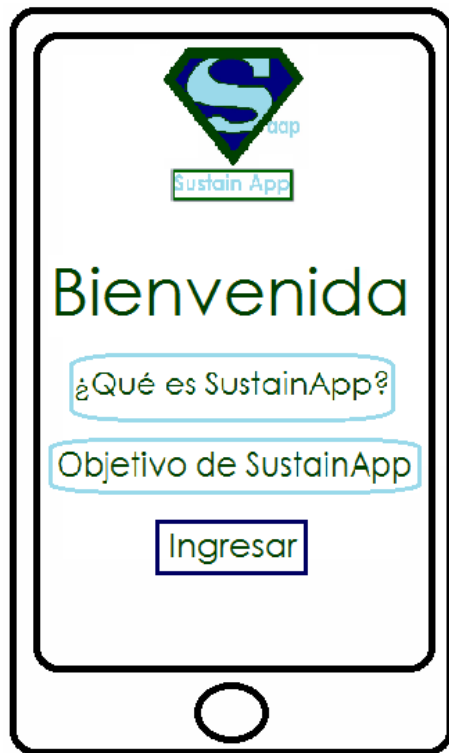 S
aap
Sustain App
Bienvenida
¿Qué es SustainApp?
Objetivo de SustainApp
Ingresar